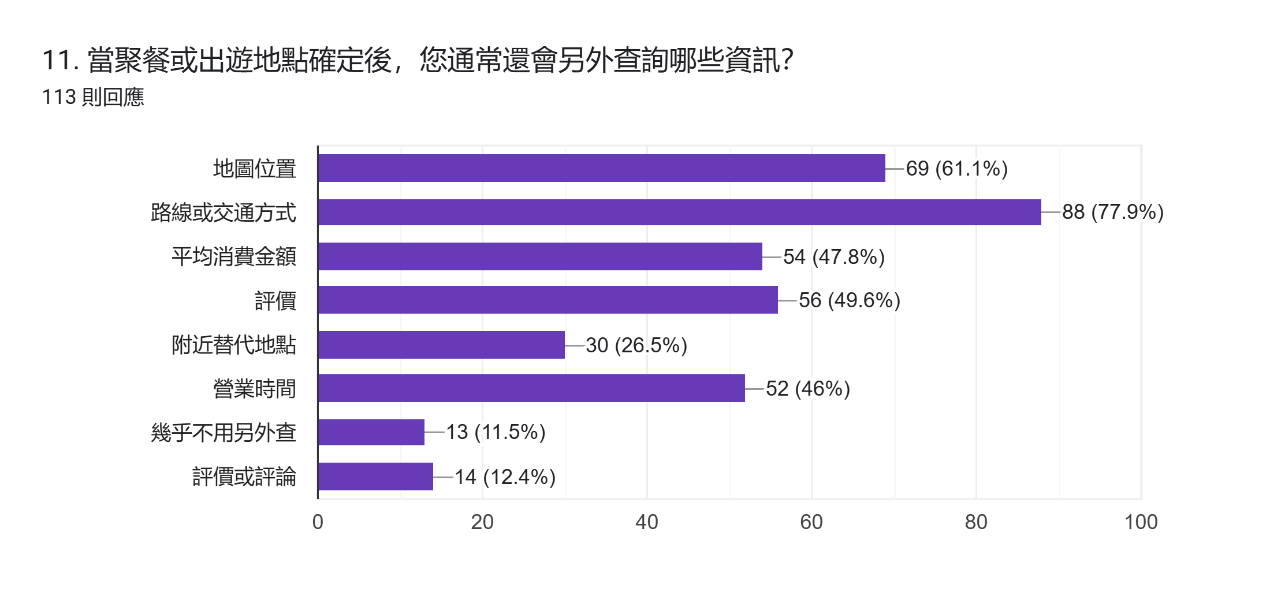 11. 當聚餐或出遊地點確定後，您通常還會另外查詢哪些資訊？
113 則回應
地圖位置 69 (61.1%)
路線或交通方式 88 (77.9%)
平均消費金額 54 (47.8%)
評價 56 (49.6%)
附近替代地點 30 (26.5%)
營業時間 52 (46%)
幾乎不用另外查 13 (11.5%)
評價或評論 14 (12.4%)
0 20 40 60 80 100